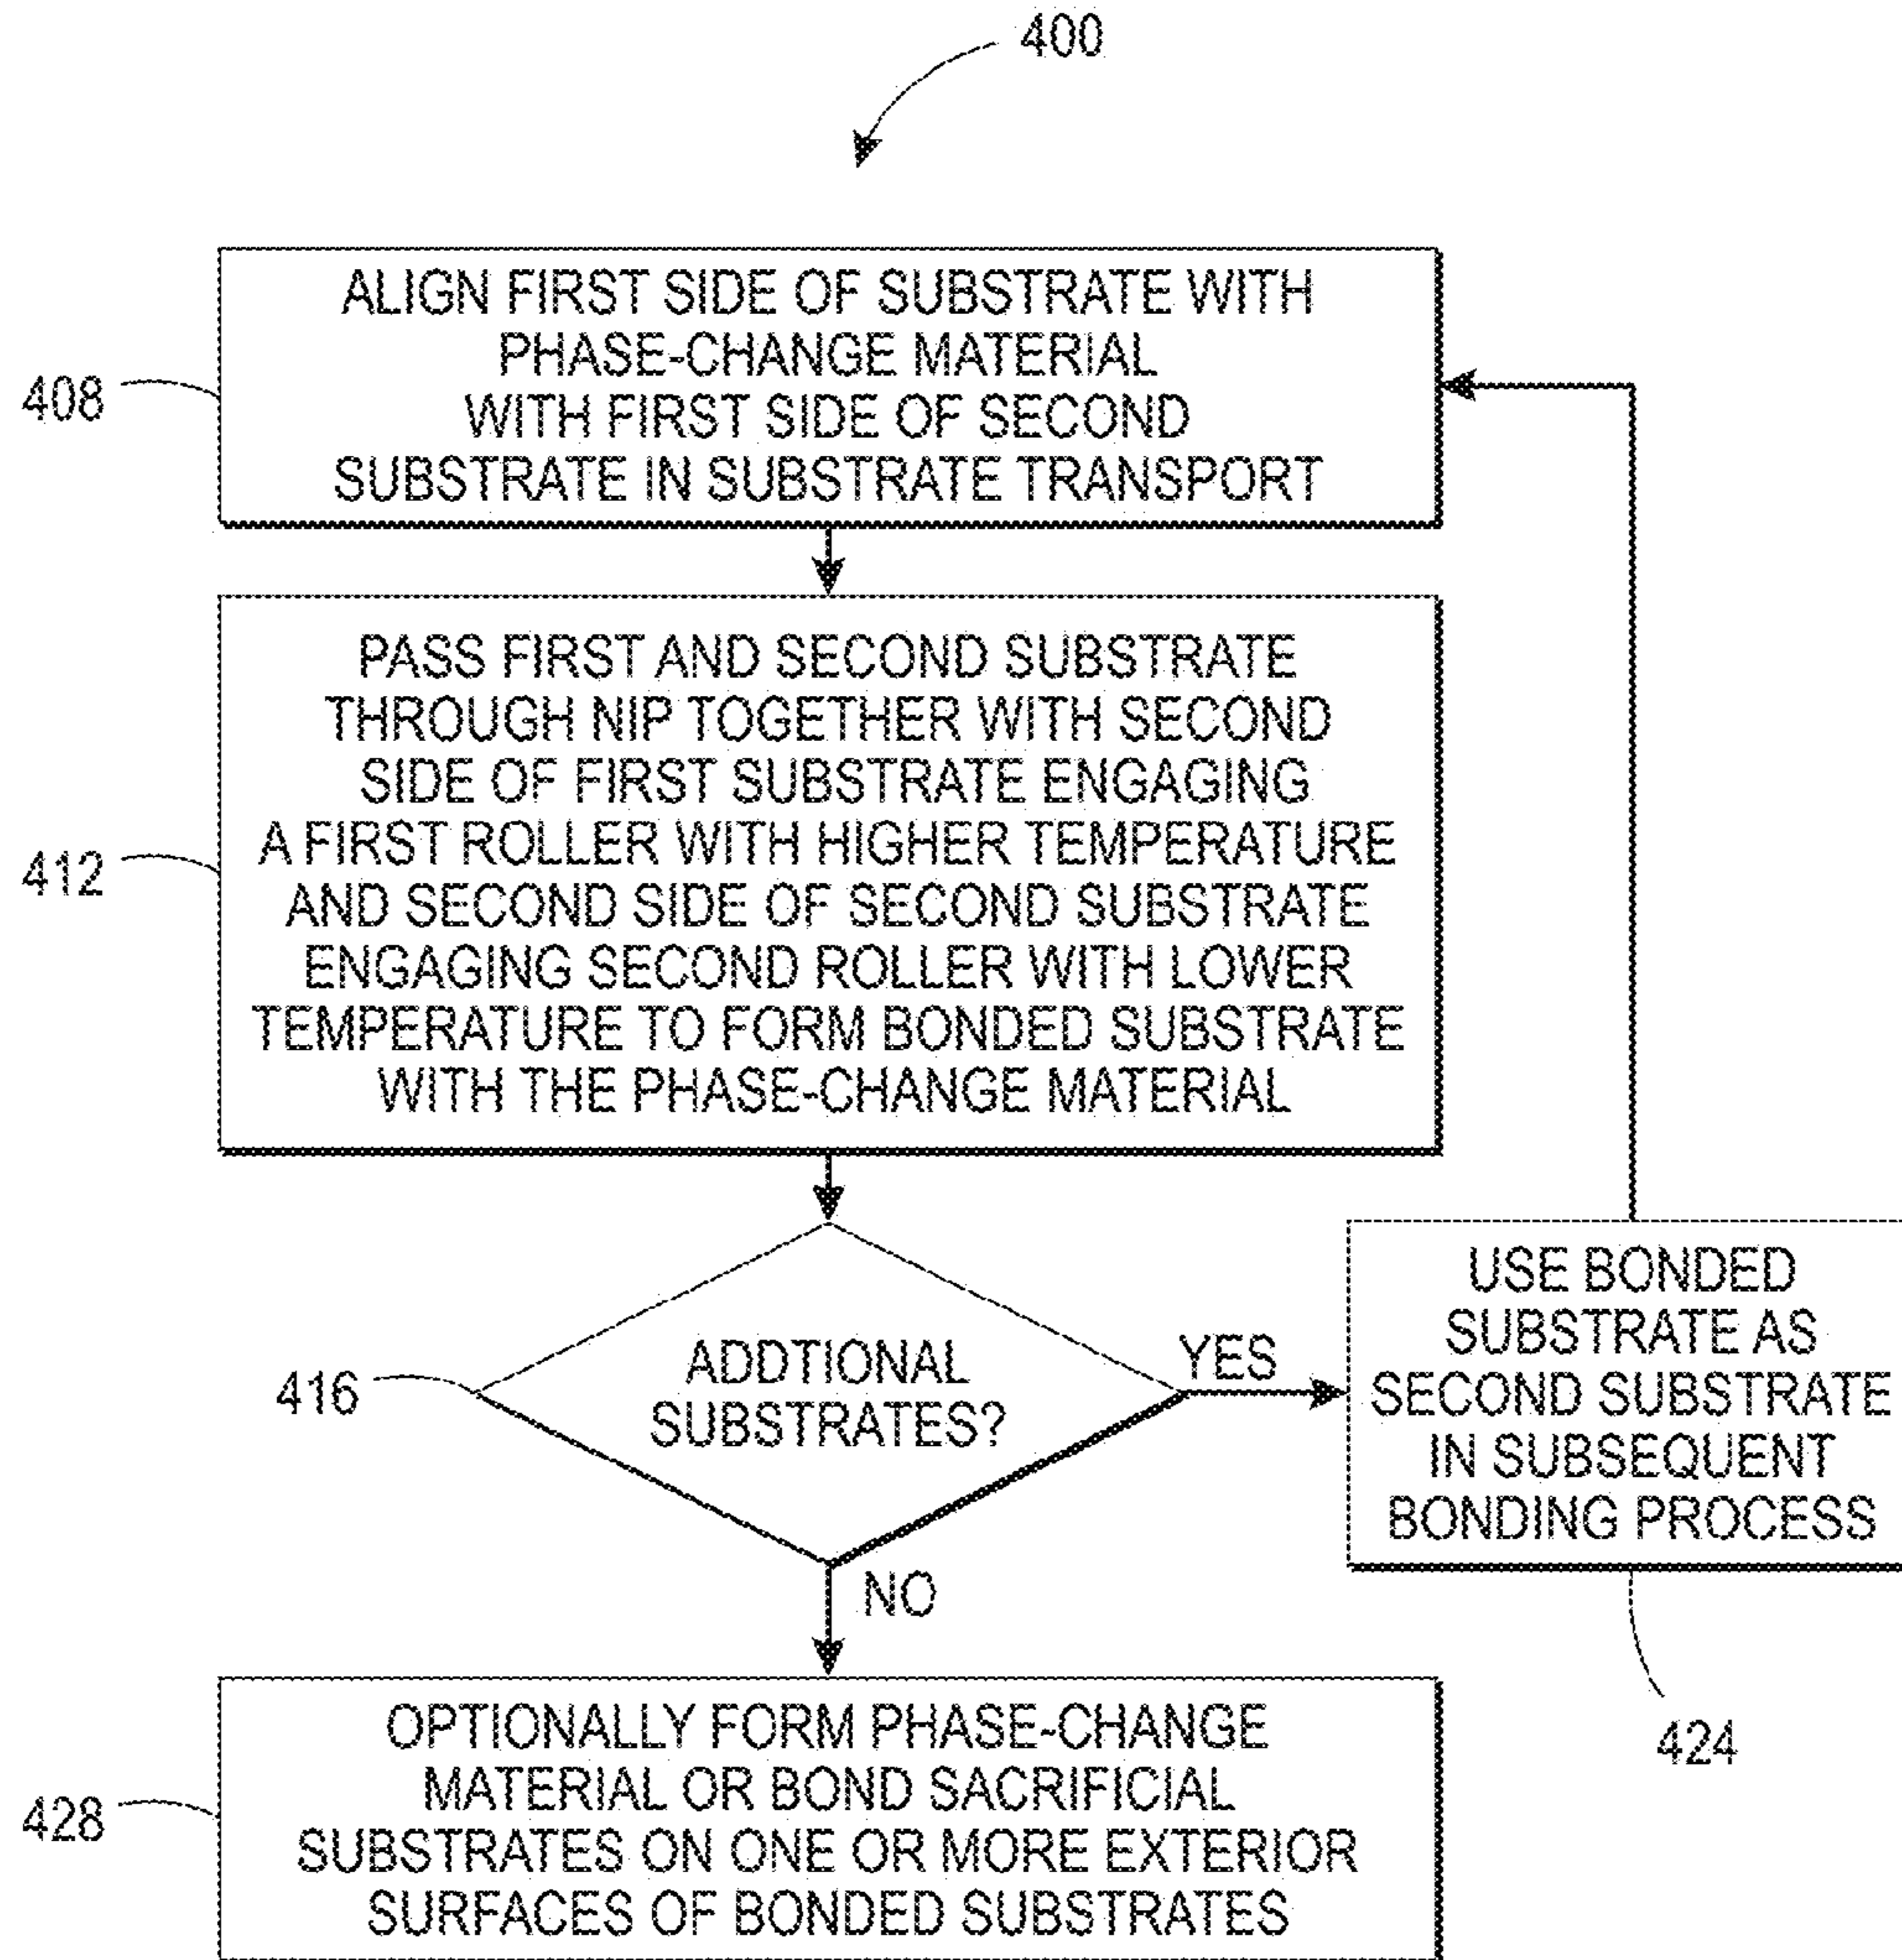 400
ALIGN FIRST SIDE OF SUBSTRATE WITH
PHASE-CHANGE MATERIAL
WITH FIRST SIDE OF SECOND
SUBSTRATE IN SUBSTRATE TRANSPORT
408
PASS FIRST AND SECOND SUBSTRATE
THROUGH NIP TOGETHER WITH SECOND
SIDE OF FIRST SUBSTRATE ENGAGING
A FIRST ROLLER WITH HIGHER TEMPERATURE
AND SECOND SIDE OF SECOND SUBSTRATE
ENGAGING SECOND ROLLER WITH LOWER
TEMPERATURE TO FORM BONDED SUBSTRATE
WITH THE PHASE-CHANGE MATERIAL
412
ADDTIONAL
SUBSTRATES?
416
YES
NO
USE BONDED
SUBSTRATE AS
SECOND SUBSTRATE
IN SUBSEQUENT
BONDING PROCESS
424
OPTIONALLY FORM PHASE-CHANGE
MATERIAL OR BOND SACRIFICIAL
SUBSTRATES ON ONE OR MORE EXTERIOR
SURFACES OF BONDED SUBSTRATES
428